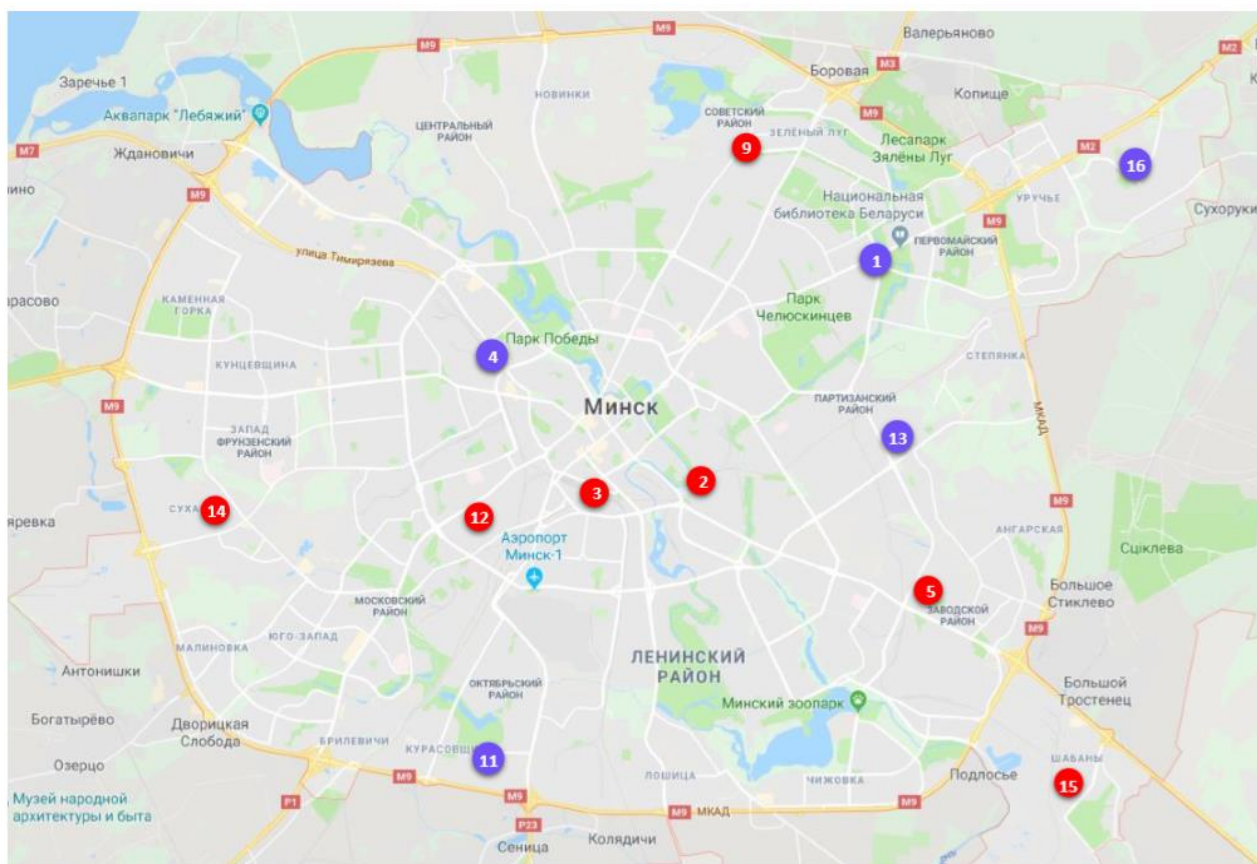 Валерьяново
M9
M2
M9
M3
Боровая
Заречье 1
НОВИНКИ
Копище
Аквапарк "Лебяжий"
ЦЕНТРАЛЬНЫЙ
РАЙОН
СОВЕТСКИЙ
РАЙОН
M9
ЗЕЛЁНЫЙ ЛУГ
M7
Ждановичи
9
Лесапарк
Зялёны Луг
M2
16
M9
Национальная
библиотека Беларуси
УРУЧЬЕ
M9
Сухоруки
улица Тимирязева
1
ПЕРВОМАЙСКИЙ
РАЙОН
КАМЕННАЯ
ГОРКА
Парк
Челюскинцев
Парк Победы
4
СТЕПЯНКА
КУНЦЕВЩИНА
M9
Минск
ПАРТИЗАНСКИЙ
РАЙОН
МКАД
ЗАПАД
ФРУНЗЕНСКИЙ
РАЙОН
13
2
3
M9
14
12
АНГАРСКАЯ
Аэропорт
Минск-1
Сціклева
5
Большое
Стиклево
ЗАВОДСКОЙ
РАЙОН
МОСКОВСКИЙ
РАЙОН
M9
ЮГО-ЗАПАД
МАЛИНОВКА
ЛЕНИНСКИЙ
РАЙОН
Антонишки
ОКТЯБРЬСКИЙ
РАЙОН
Большой
Тростенец
Минский зоопарк
Богатырёво
Дворицкая
Слобода
БРИЛЕВИЧИ
11
ШАБАНЫ
Озерцо
M9
ЛОШИЦА
ЧИЖОВКА
Подлосье
15
Музей народной
архитектуры и быта
P1
M9
M9
МКАД
M9
P23
Сеница
Колядичи